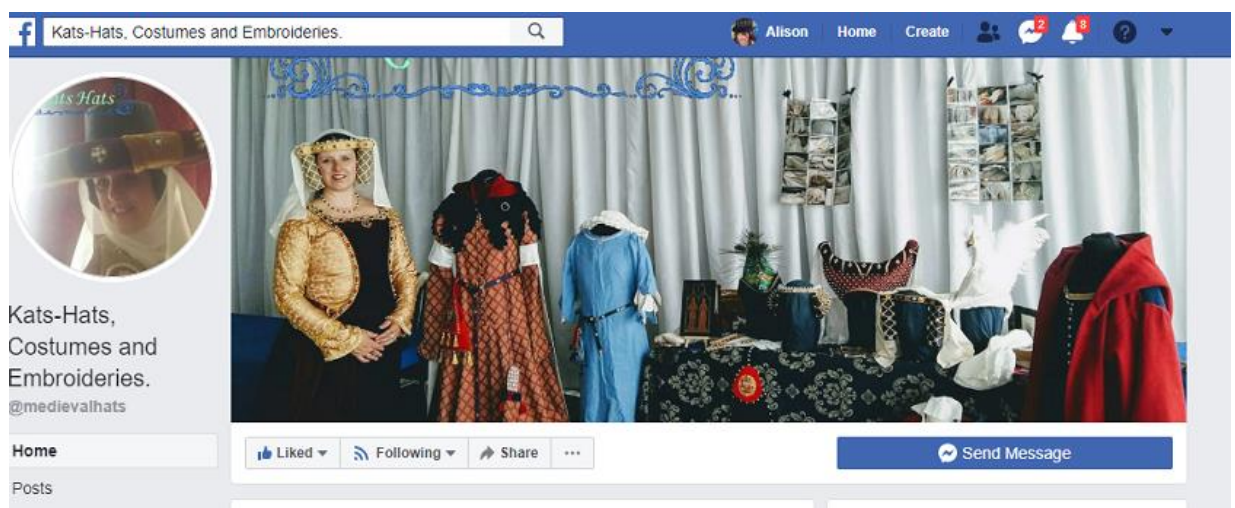 f
Kats-Hats, Costumes and Embroideries.
Alison
Home
Create
2
8
?
ts Hats
Kats-Hats,
Costumes and
Embroideries.
@medievalhats
Home
Posts
Liked
Following
Share
...
Send Message